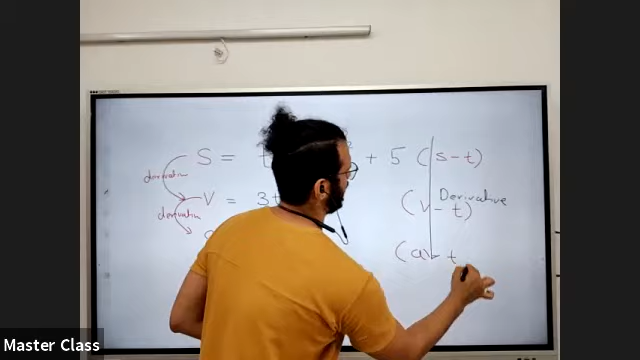 S = t + 5 (s-t)
derivative
Derivative
V = 3t (v-t)
derivative
(a - t
Master Class